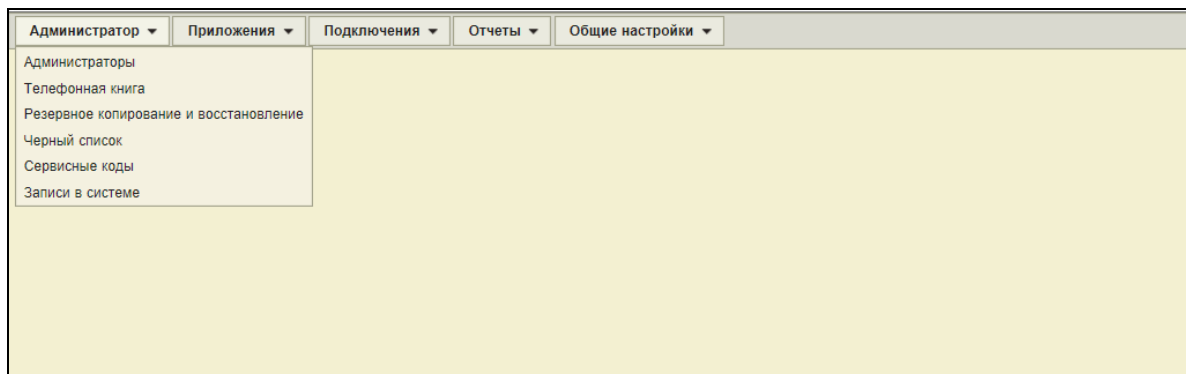 Администратор Приложения Подключения Отчеты Общие настройки
Администраторы
Телефонная книга
Резервное копирование и восстановление
Черный список
Сервисные коды
Записи в системе